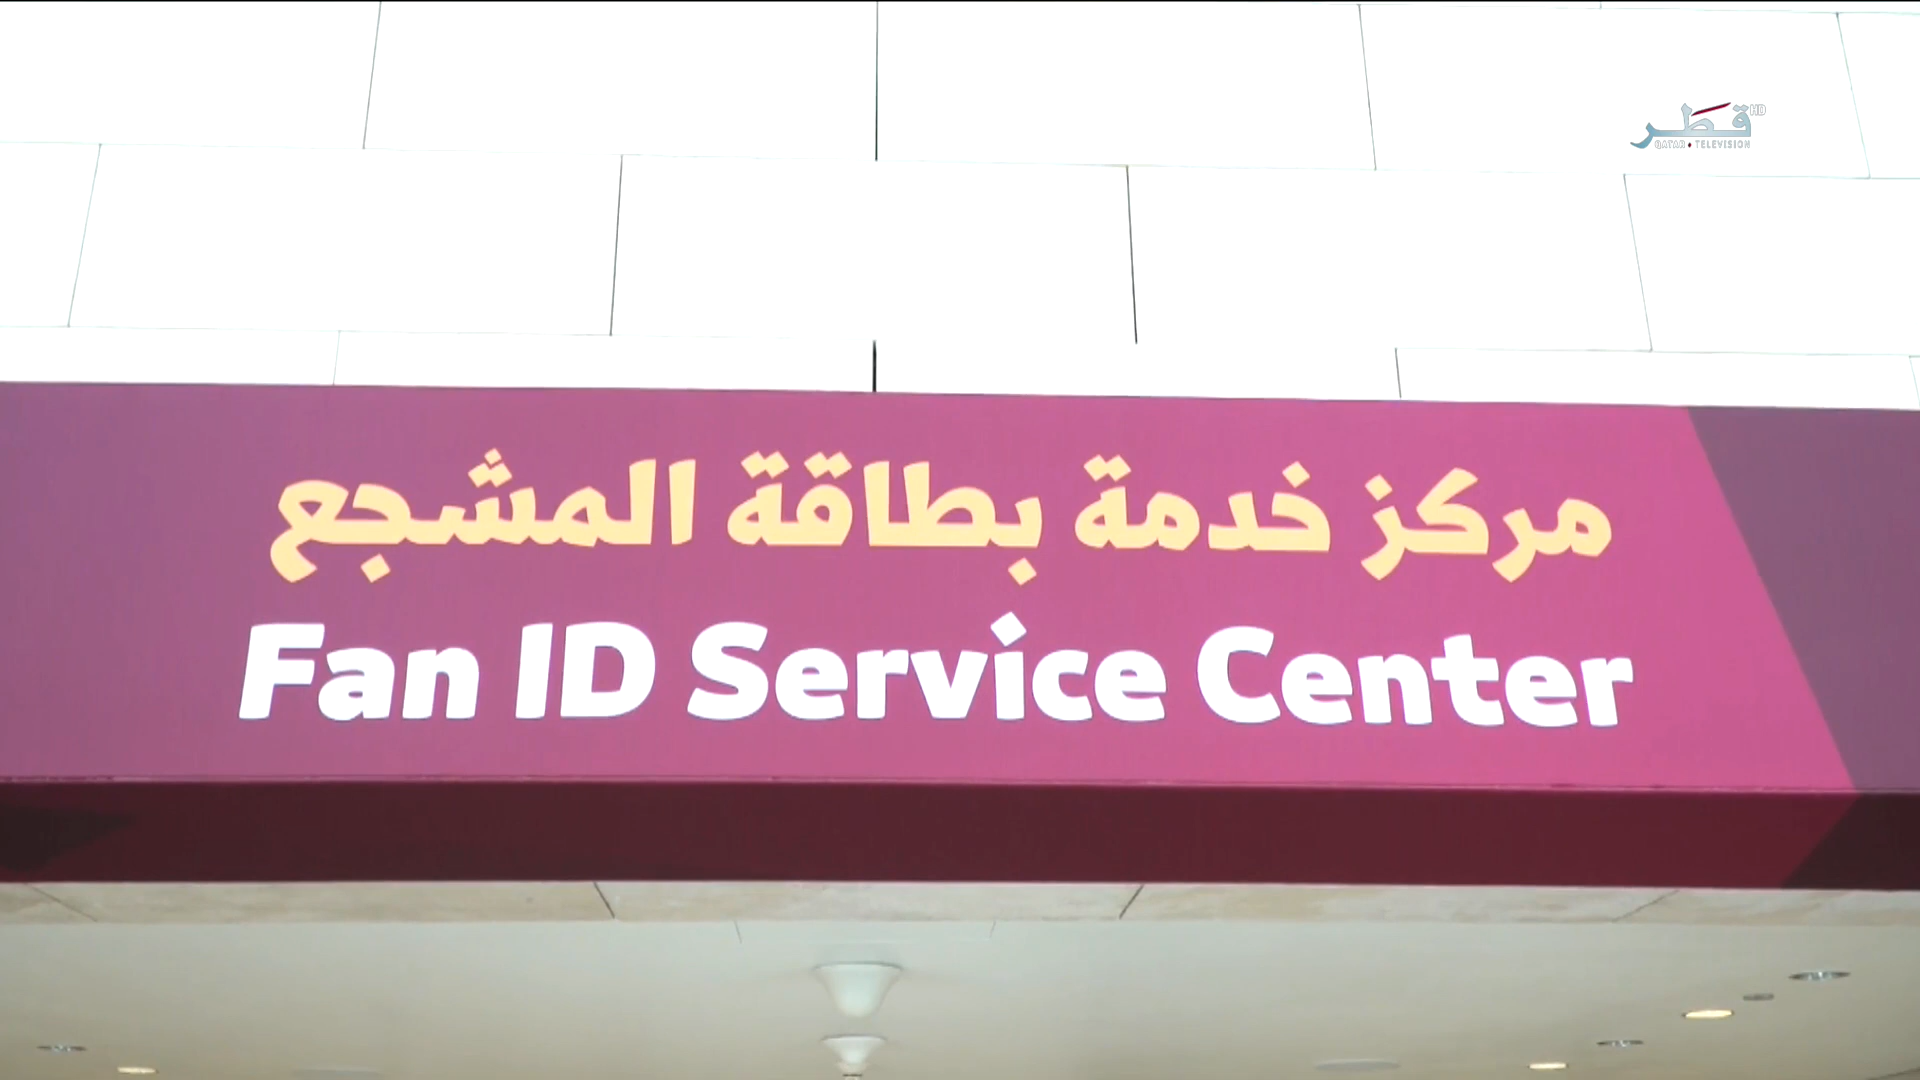 قطر HD
QATAR TELEVISION
مركز خدمة بطاقة المشجع
Fan ID Service Center